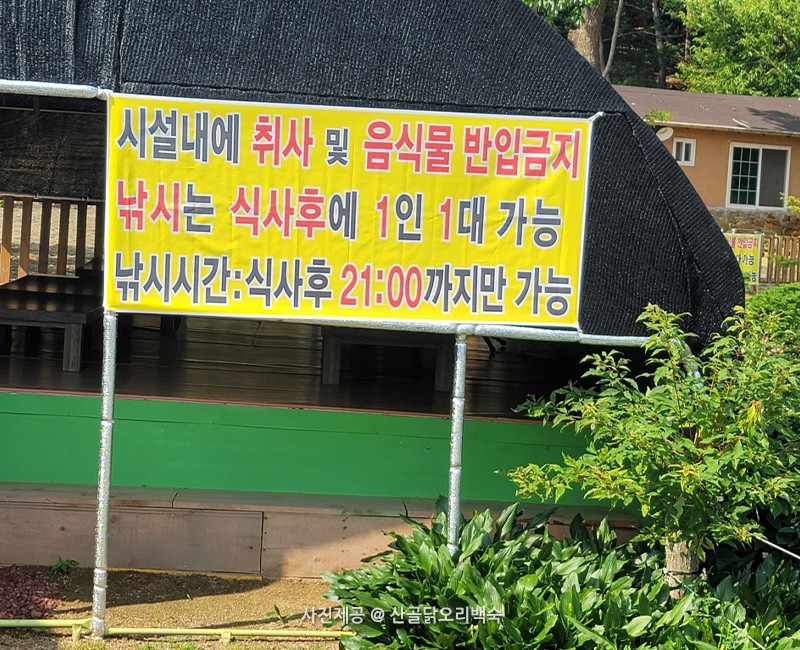 시설내에 취사 및 음식물 반입금지
낚시는 식사후에 1인 1대 가능
낚시시간:식사후 21:00까지만 가능
사진제공 @ 산골닭오리백숙